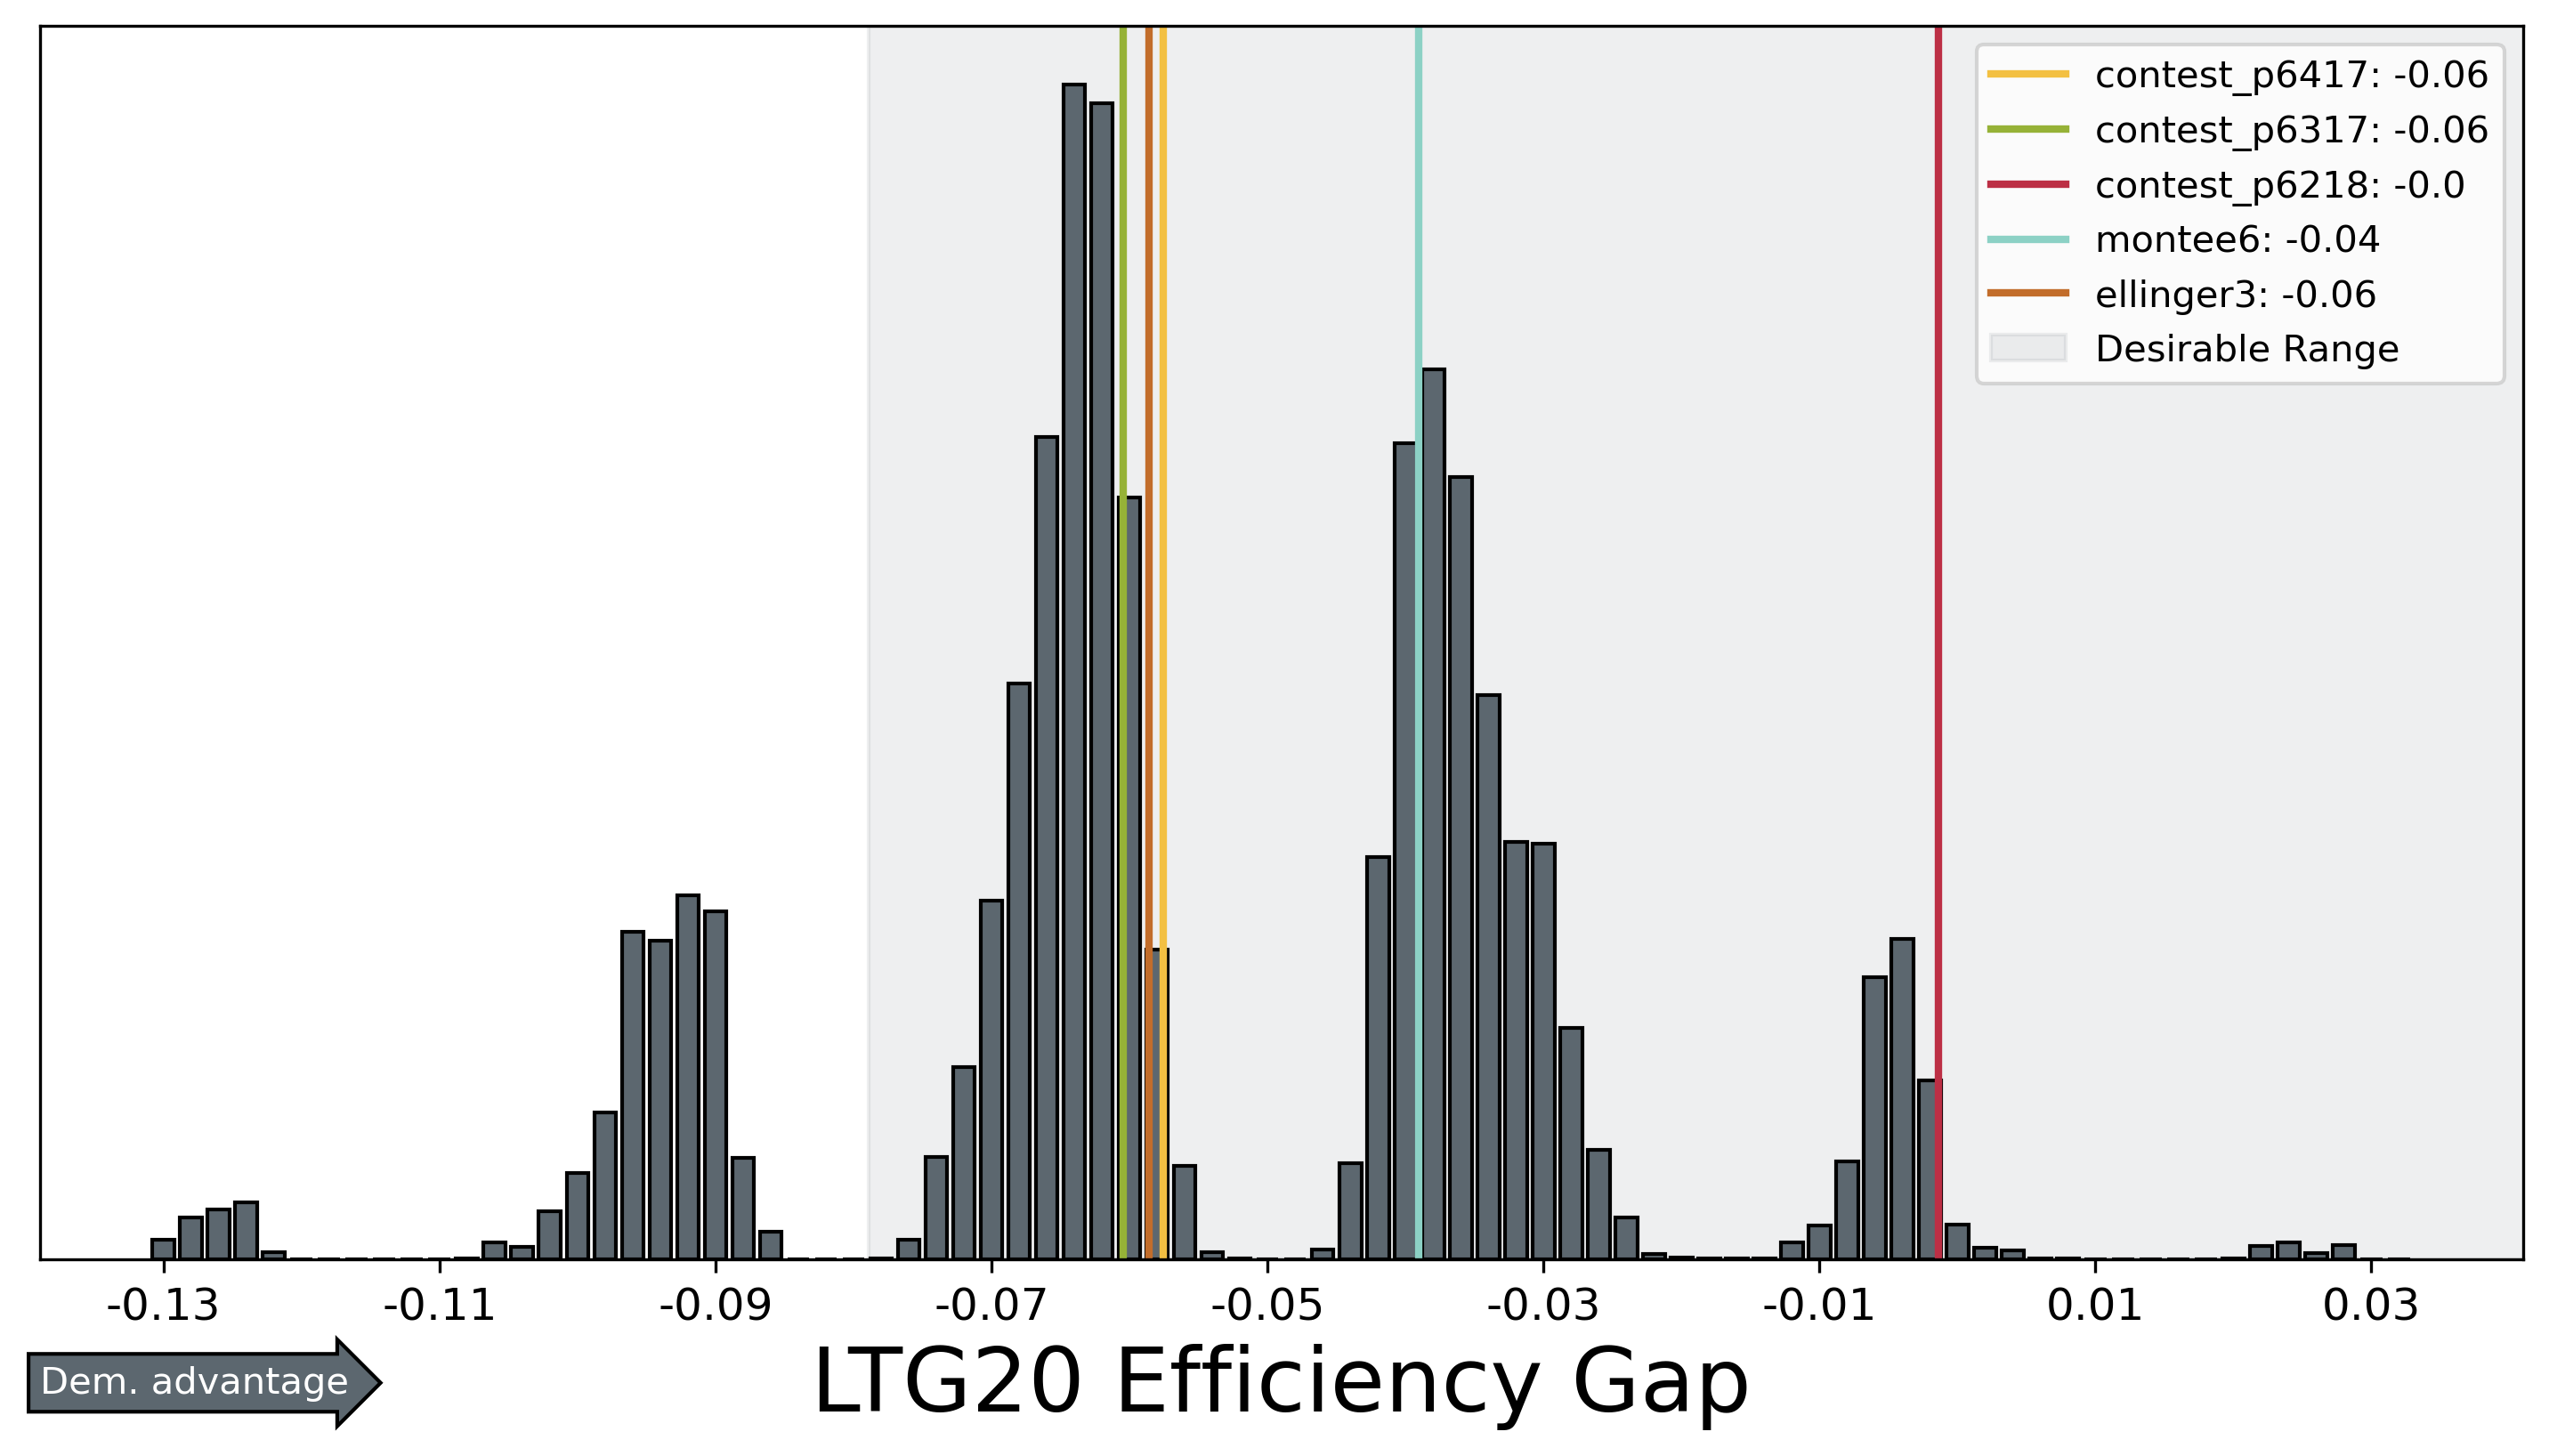 contest_p6417: -0.06
contest_p6317: -0.06
contest_p6218: -0.0
montee6: -0.04
ellinger3: -0.06
Desirable Range
-0.13 -0.11 -0.09 -0.07 -0.05 -0.03 -0.01 0.01 0.03
Dem. advantage
LTG20 Efficiency Gap